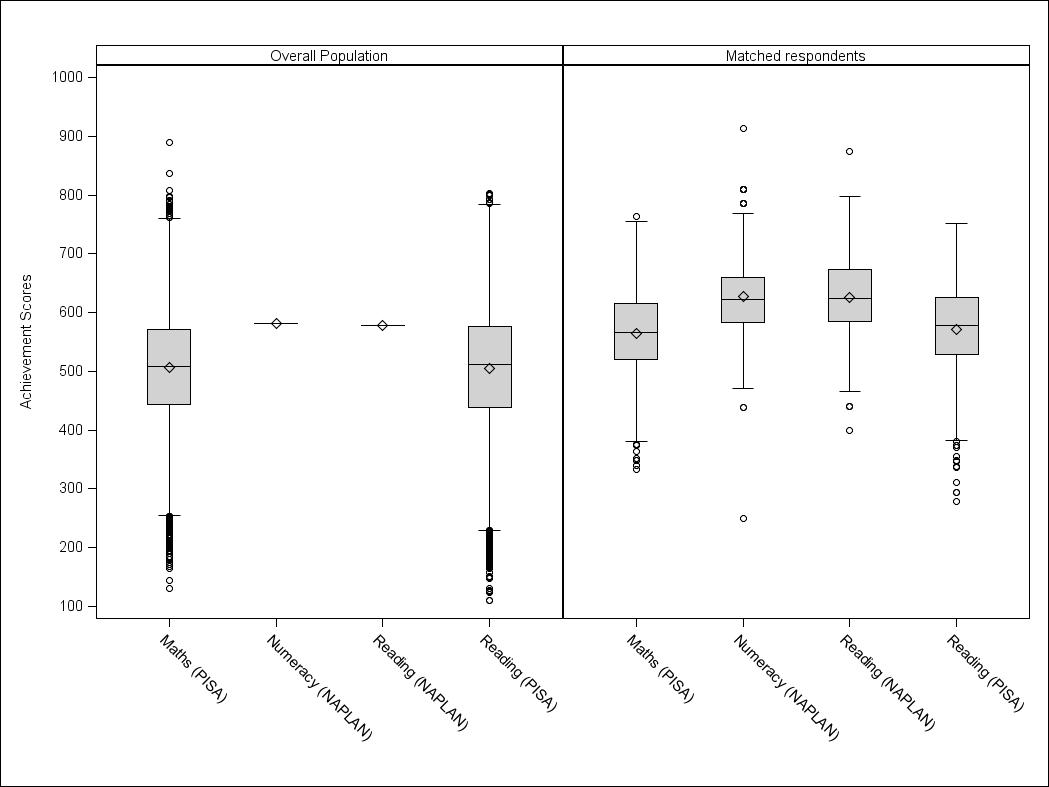 Overall Population
Matched respondents
Achievement Scores
1000
900
800
700
600
500
400
300
200
100
Maths (PISA)
Numeracy (NAPLAN)
Reading (NAPLAN)
Reading (PISA)
Maths (PISA)
Numeracy (NAPLAN)
Reading (NAPLAN)
Reading (PISA)